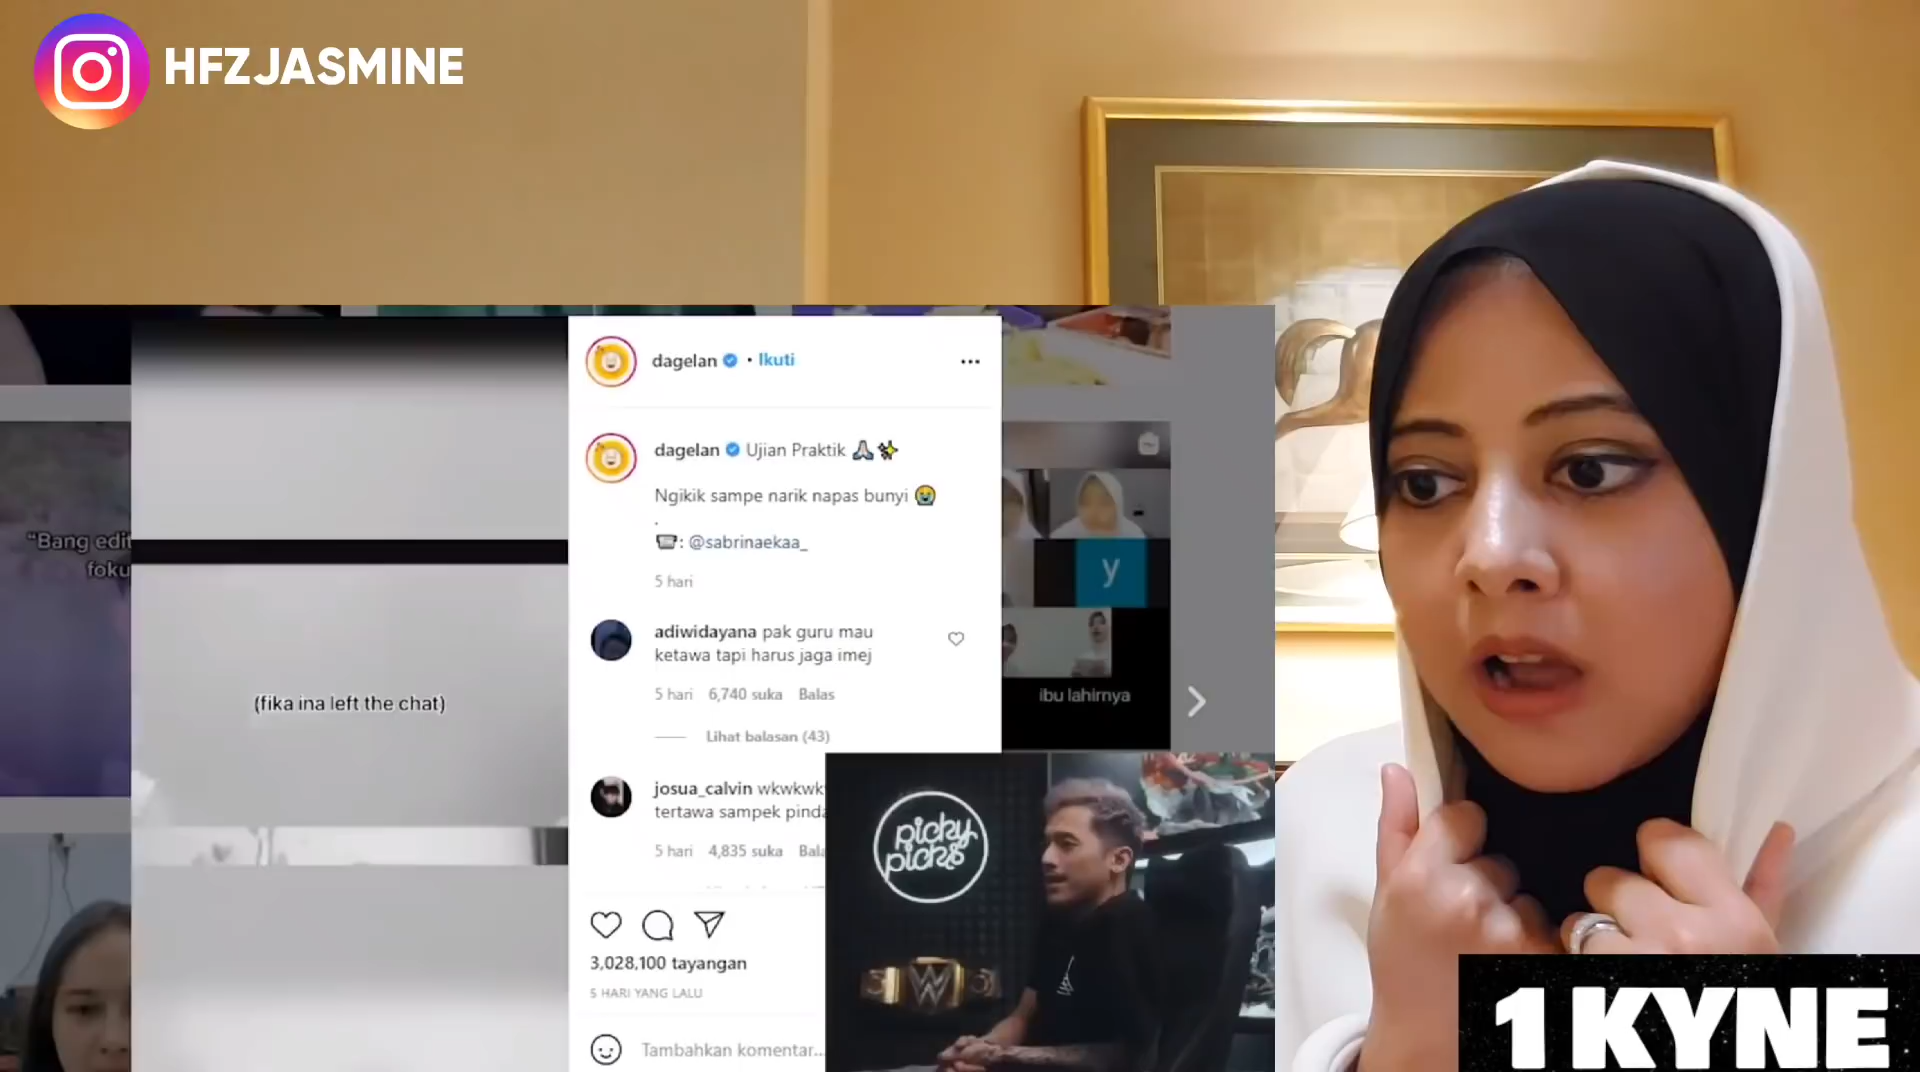 HFZJASMINE
dagelan • Ikuti
dagelan Ujian Praktik 🙏✨
Ngikik sampe narik napas bunyi 😭
.
: @sabrinaekaa_
5 hari
adiwidayana pak guru mau
ketawa tapi harus jaga imej
5 hari 6,740 suka Balas
Lihat balasan (43)
josua_calvin wkwkwk
tertawa sampek pinda
5 hari 4,835 suka Bala
3,028,100 tayangan
5 HARI YANG LALU
Tambahkan komentar...
"Bang edit
foku
(fika ina left the chat)
y
ibu lahirnya
picky
picks
W
1 KYNE